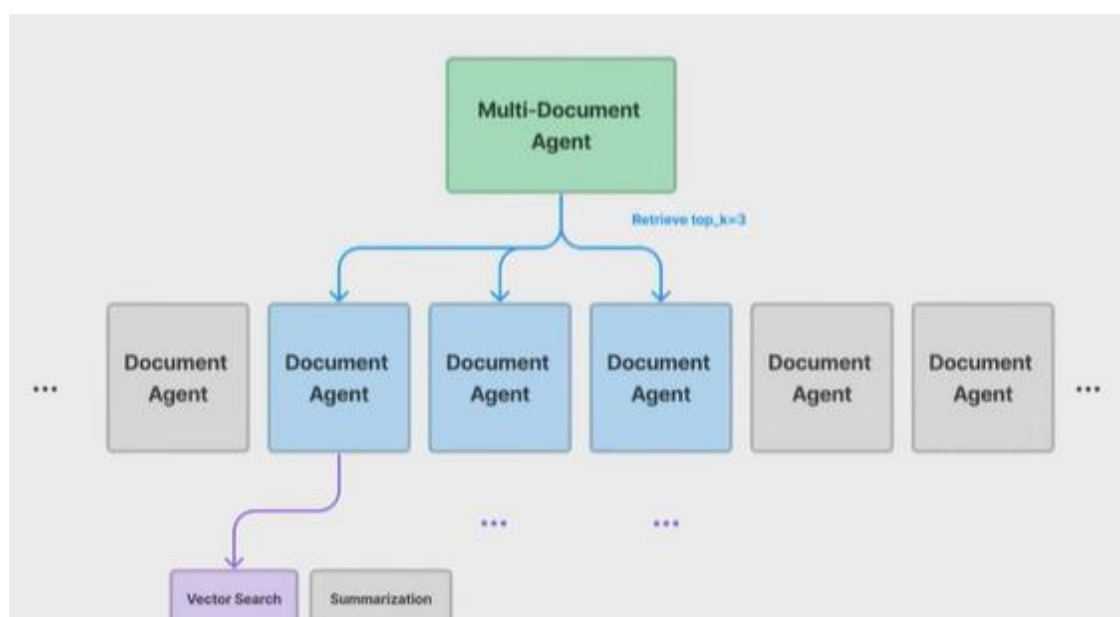 Multi-Document
Agent
Retrieve top_k=3
...
Document
Agent
Document
Agent
Document
Agent
Document
Agent
Document
Agent
Document
Agent
...
...
...
Vector Search
Summarization